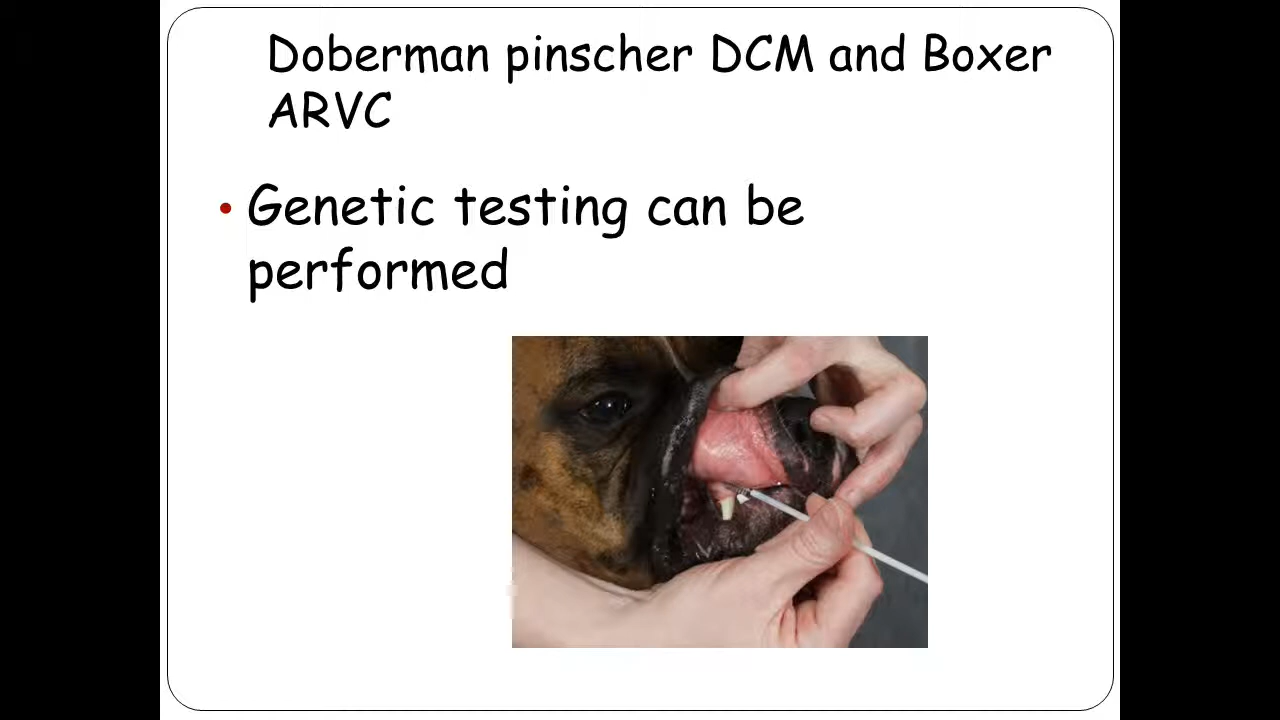 Doberman pinscher DCM and Boxer
ARVC
• Genetic testing can be
performed